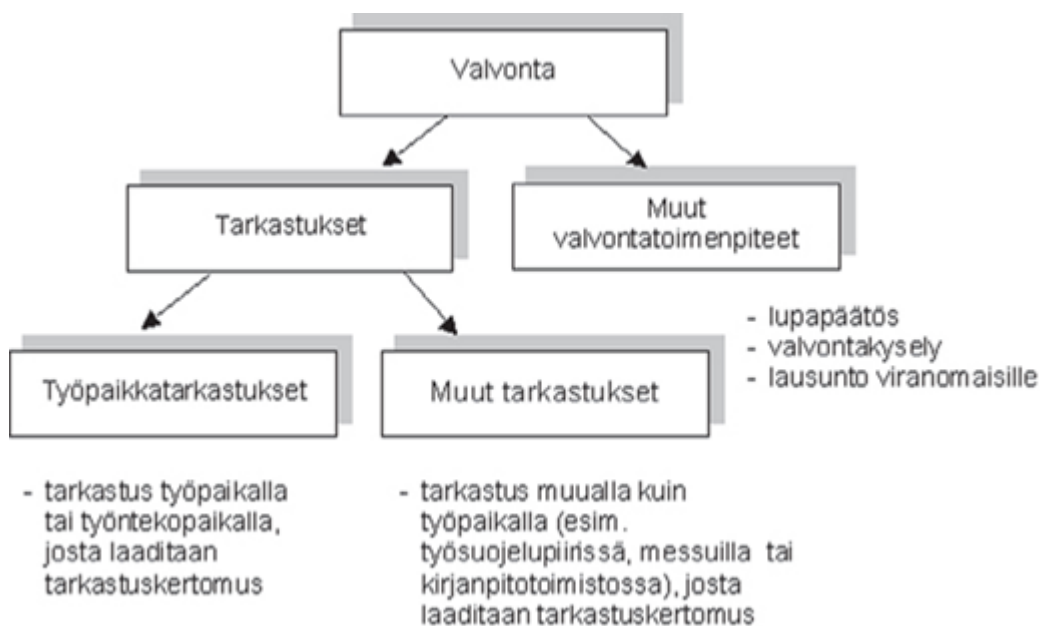 Valvonta
Tarkastukset
Muut
valvontatoimenpiteet
- lupapäätös
- valvontakysely
- lausunto viranomaisille
Työpaikkatarkastukset
Muut tarkastukset
- tarkastus työpaikalla
tai työntekopaikalla,
josta laaditaan
tarkastuskertomus
- tarkastus muualla kuin
työpaikalla (esim.
työsuojelupiirissä, messuilla tai
kirjanpitotoimistossa), josta
laaditaan tarkastuskertomus